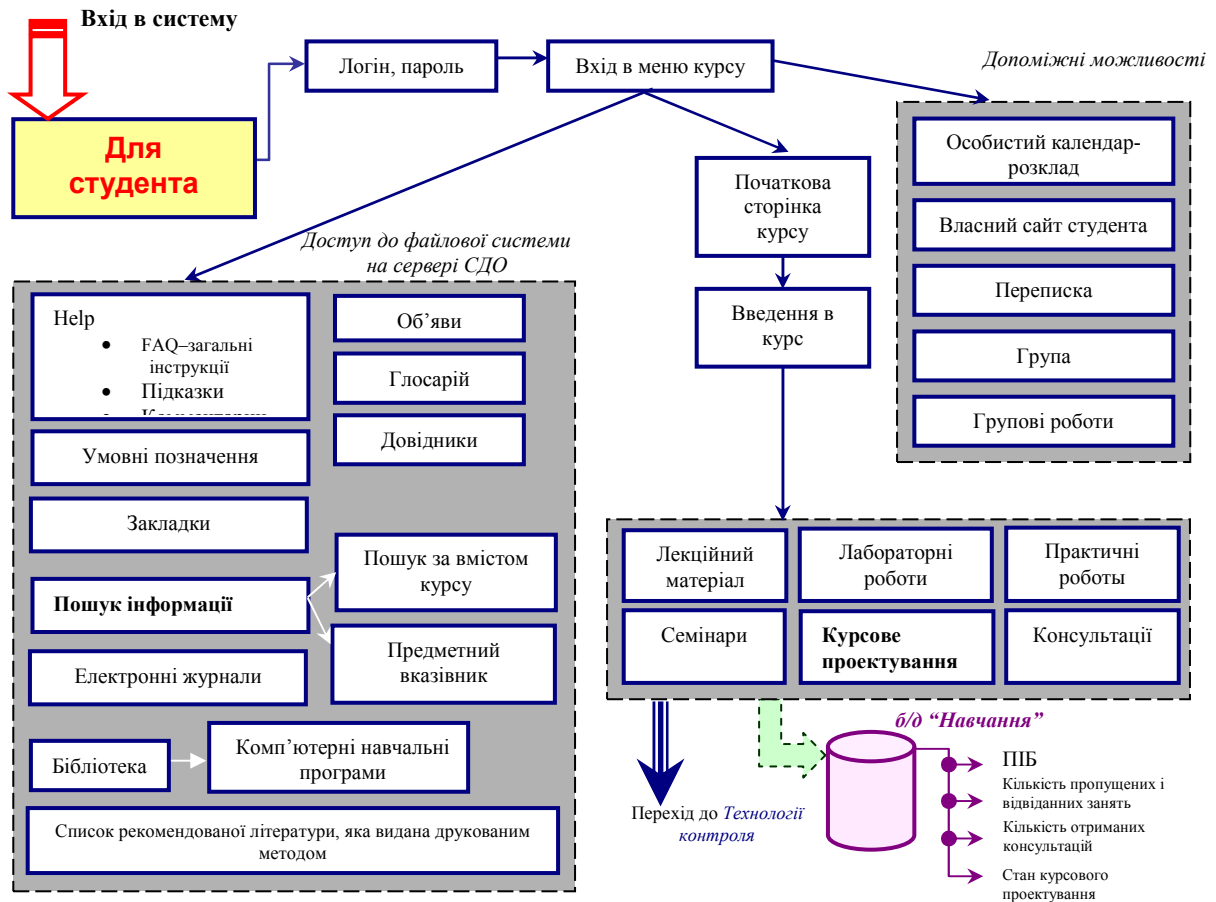 Вхід в систему
Для
студента
Логін, пароль
Вхід в меню курсу
Допоміжні можливості
Особистий календар-
розклад
Власний сайт студента
Переписка
Група
Групові роботи
Початкова
сторінка
курсу
Введення в
курс
Доступ до файлової системи
на сервері СДО
Help
• FAQ–загальні
інструкції
• Підказки
•
Об’яви
Глосарій
Довідники
Умовні позначення
Закладки
Пошук інформації
Пошук за вмістом
курсу
Предметний
вказівник
Електронні журнали
Бібліотека
Комп’ютерні навчальні
програми
Список рекомендованої літератури, яка видана друкованим
методом
Лекційний
матеріал
Лабораторні
роботи
Практичні
роботы
Семінари
Курсове
проектування
Консультації
Перехід до Технології
контроля
б/д “Навчання”
ПІБ
Кількість пропущених і
відвіданних занять
Кількість отриманих
консультацій
Стан курсового
проектування